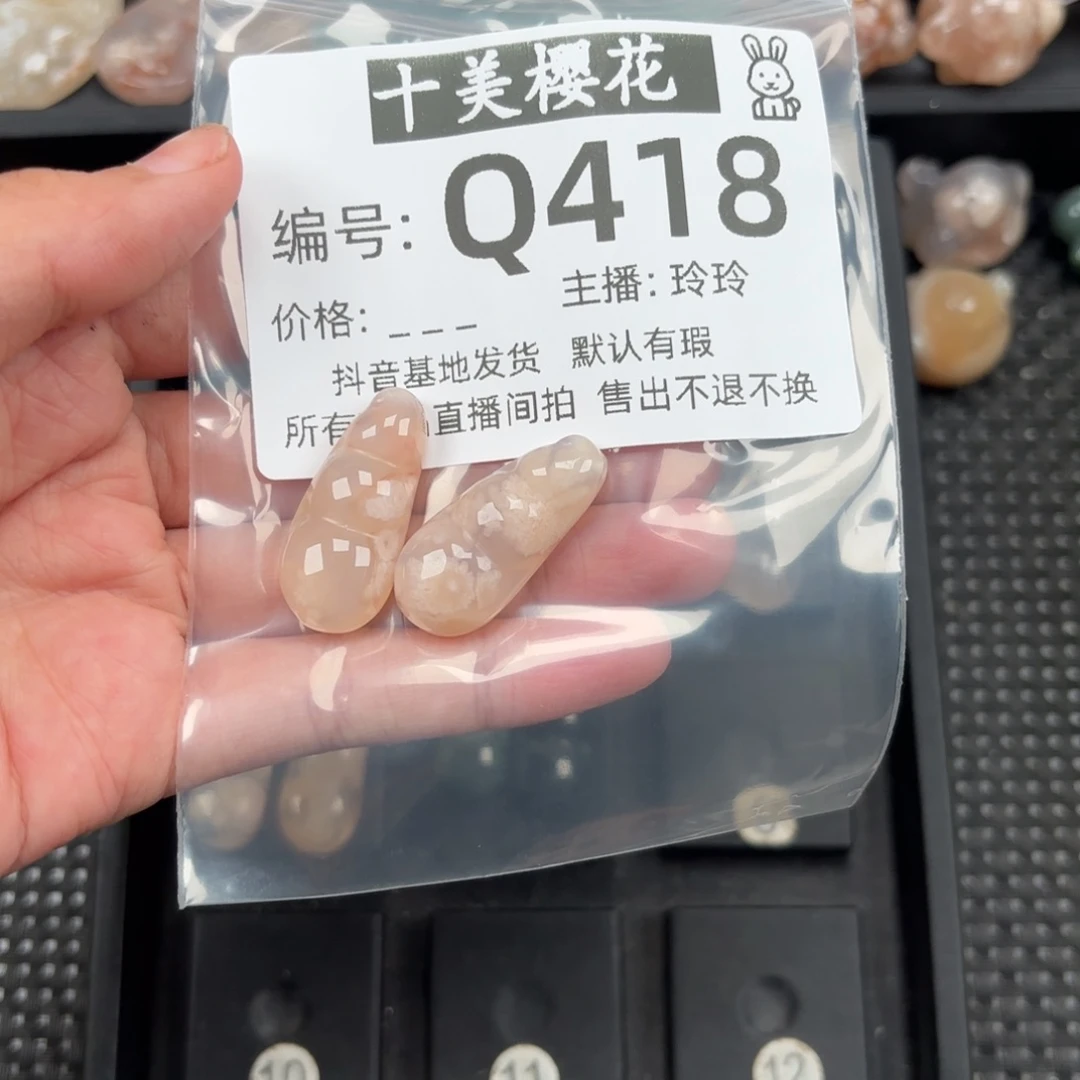 十美樱花
编号：Q418
价格：_ _ _ 主播：玲玲
抖音基地发货 默认有瑕
所有 直播间拍 售出不退不换
10 11 12